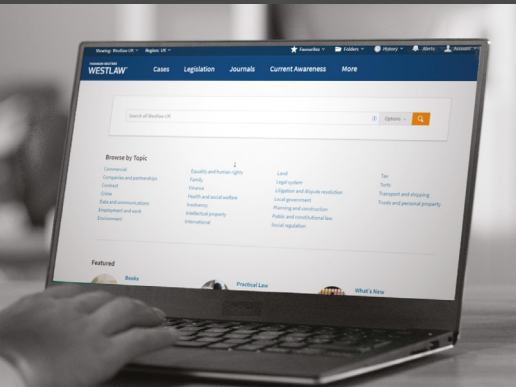 Viewing: Westlaw UK Region: UK Favourites Folders History Alerts Account
THOMSON REUTERS
WESTLAW Cases Legislation Journals Current Awareness More
Search all Westlaw UK Options
Browse by Topic
Commercial
Companies and partnerships
Contract
Crime
Data and communications
Employment and work
Environment
Equality and human rights
Family
Finance
Health and social welfare
Insolvency
Intellectual property
International
Land
Legal system
Litigation and dispute resolution
Local government
Planning and construction
Public and constitutional law
Social regulation
Tax
Torts
Transport and shipping
Trusts and personal property
Featured
Books
Practical Law
What's New